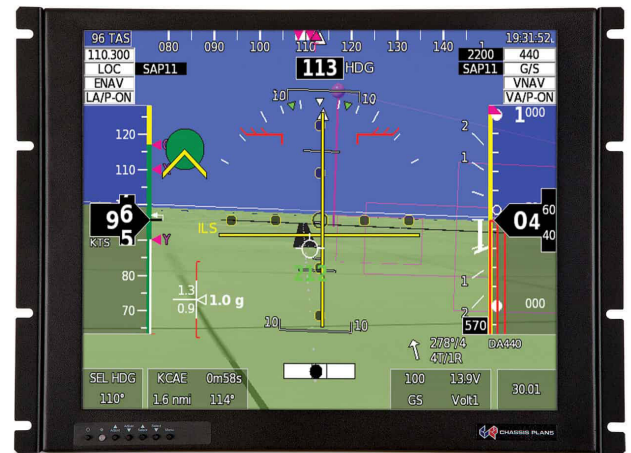 96 TAS
080 090 100 110 120 130 140 1
19:31:52
110.300
LOC SAP11
ENAV
LA/P-ON
113 HDG
2200 440
SAP11 G/S
VNAV
VA/P-ON
10 10
120
110
96
5
KTS
80
70
G
Y
ILS
1.3
0.9
1.0 g
10 10
2
1
1
2
1000
04
60
40
000
570
DA440
278°/4
4T/1R
SEL HDG
110°
KCAE 0m58s
1.6 nmi 114°
100 13.9V
GS Volt1
30.01
CHASSIS PLANS